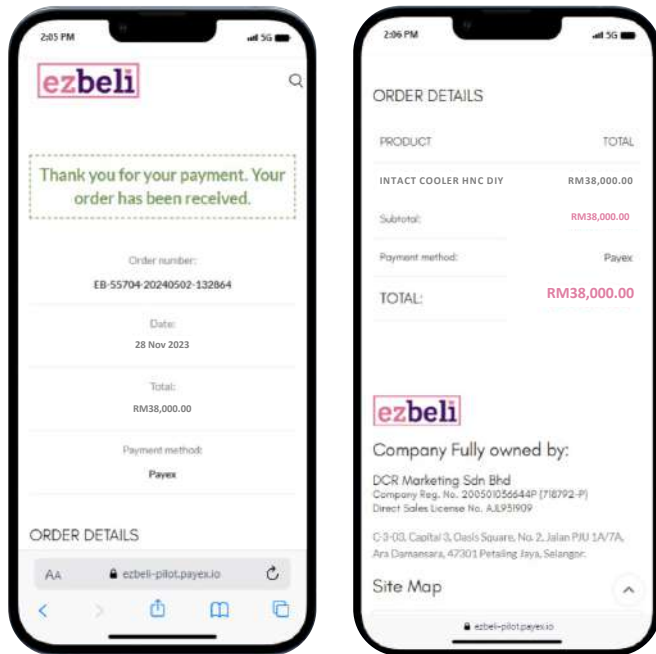 2:05 PM
5G
ezbeli
Thank you for your payment. Your
order has been received.
Order number:
EB-55704-20240502-132864
Date:
28 Nov 2023
Total:
RM38,000.00
Payment method:
Payex
ORDER DETAILS
AA
ezbeli-pilot.payex.io
2:06 PM
5G
ORDER DETAILS
PRODUCT TOTAL
INTACT COOLER HNC DIY RM38,000.00
Subtotal: RM38,000.00
Payment method: Payex
TOTAL: RM38,000.00
ezbeli
Company Fully owned by:
DCR Marketing Sdn Bhd
Company Reg. No. 200501036644P (718792-P)
Direct Sales License No. AJL951909
C-3-03, Capital 3, Oasis Square, No. 2, Jalan PJU 1A/7A,
Ara Damansara, 47301 Petaling Jaya, Selangor.
Site Map
ezbeli-pilot.payex.io